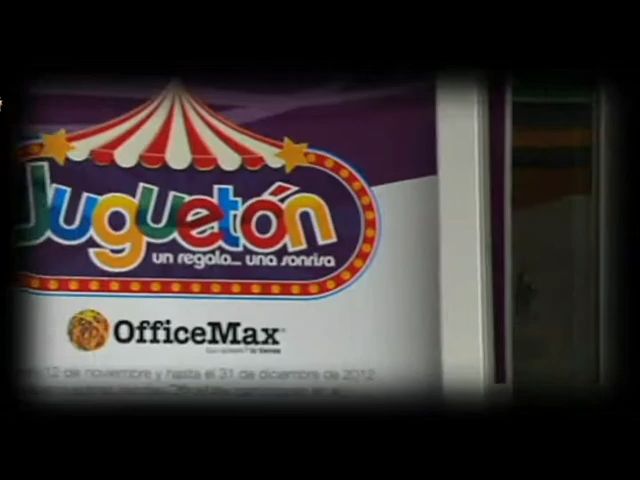 Juguetón
un regalo... una sonrisa
OfficeMax
12 de noviembre y hasta el 31 de diciembre de 2012